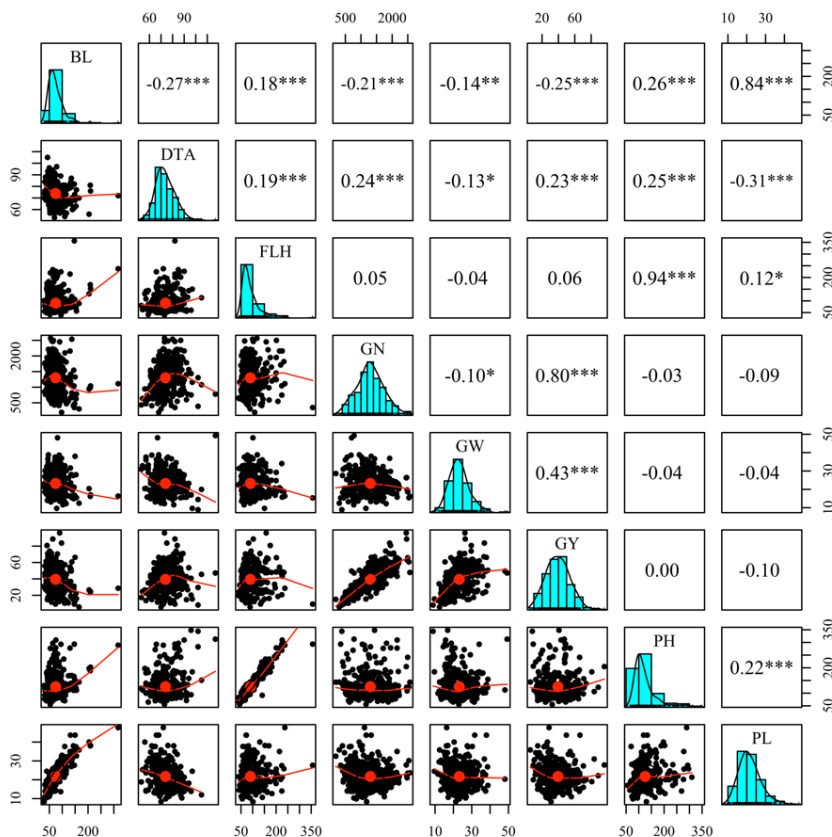 60 90 500 2000 20 40 60 10 20 30
BL -0.27*** 0.18*** -0.21*** -0.14** -0.25*** 0.26*** 0.84*** 50 200
60 90 DTA 0.19*** 0.24*** -0.13* 0.23*** 0.25*** -0.31***
FLH 0.05 -0.04 0.06 0.94*** 0.12* 50 200 350
500 2000 GN -0.10* 0.80*** -0.03 -0.09
GW 0.43*** -0.04 -0.04 10 30 50
20 60 GY 0.00 -0.10
PH 0.22*** 50 200 350
10 30 PL
50 200 50 200 350 10 30 50 50 200 350